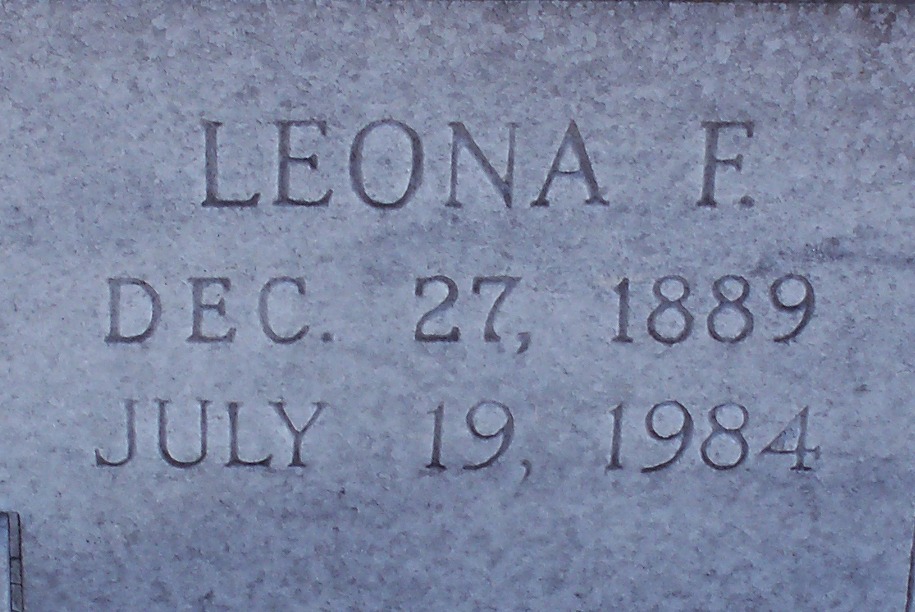 LEONA F.
DEC. 27, 1889
JULY 19, 1984